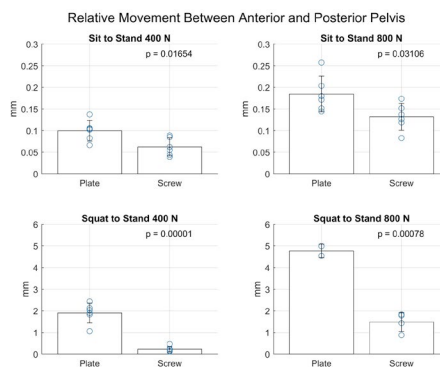 Relative Movement Between Anterior and Posterior Pelvis
Sit to Stand 400 N
p = 0.01654
0.3
0.25
0.2
0.15
0.1
0.05
0
mm
Plate
Screw
Sit to Stand 800 N
p = 0.03106
0.3
0.25
0.2
0.15
0.1
0.05
0
mm
Plate
Screw
Squat to Stand 400 N
p = 0.00001
6
5
4
3
2
1
0
mm
Plate
Screw
Squat to Stand 800 N
p = 0.00078
6
5
4
3
2
1
0
mm
Plate
Screw